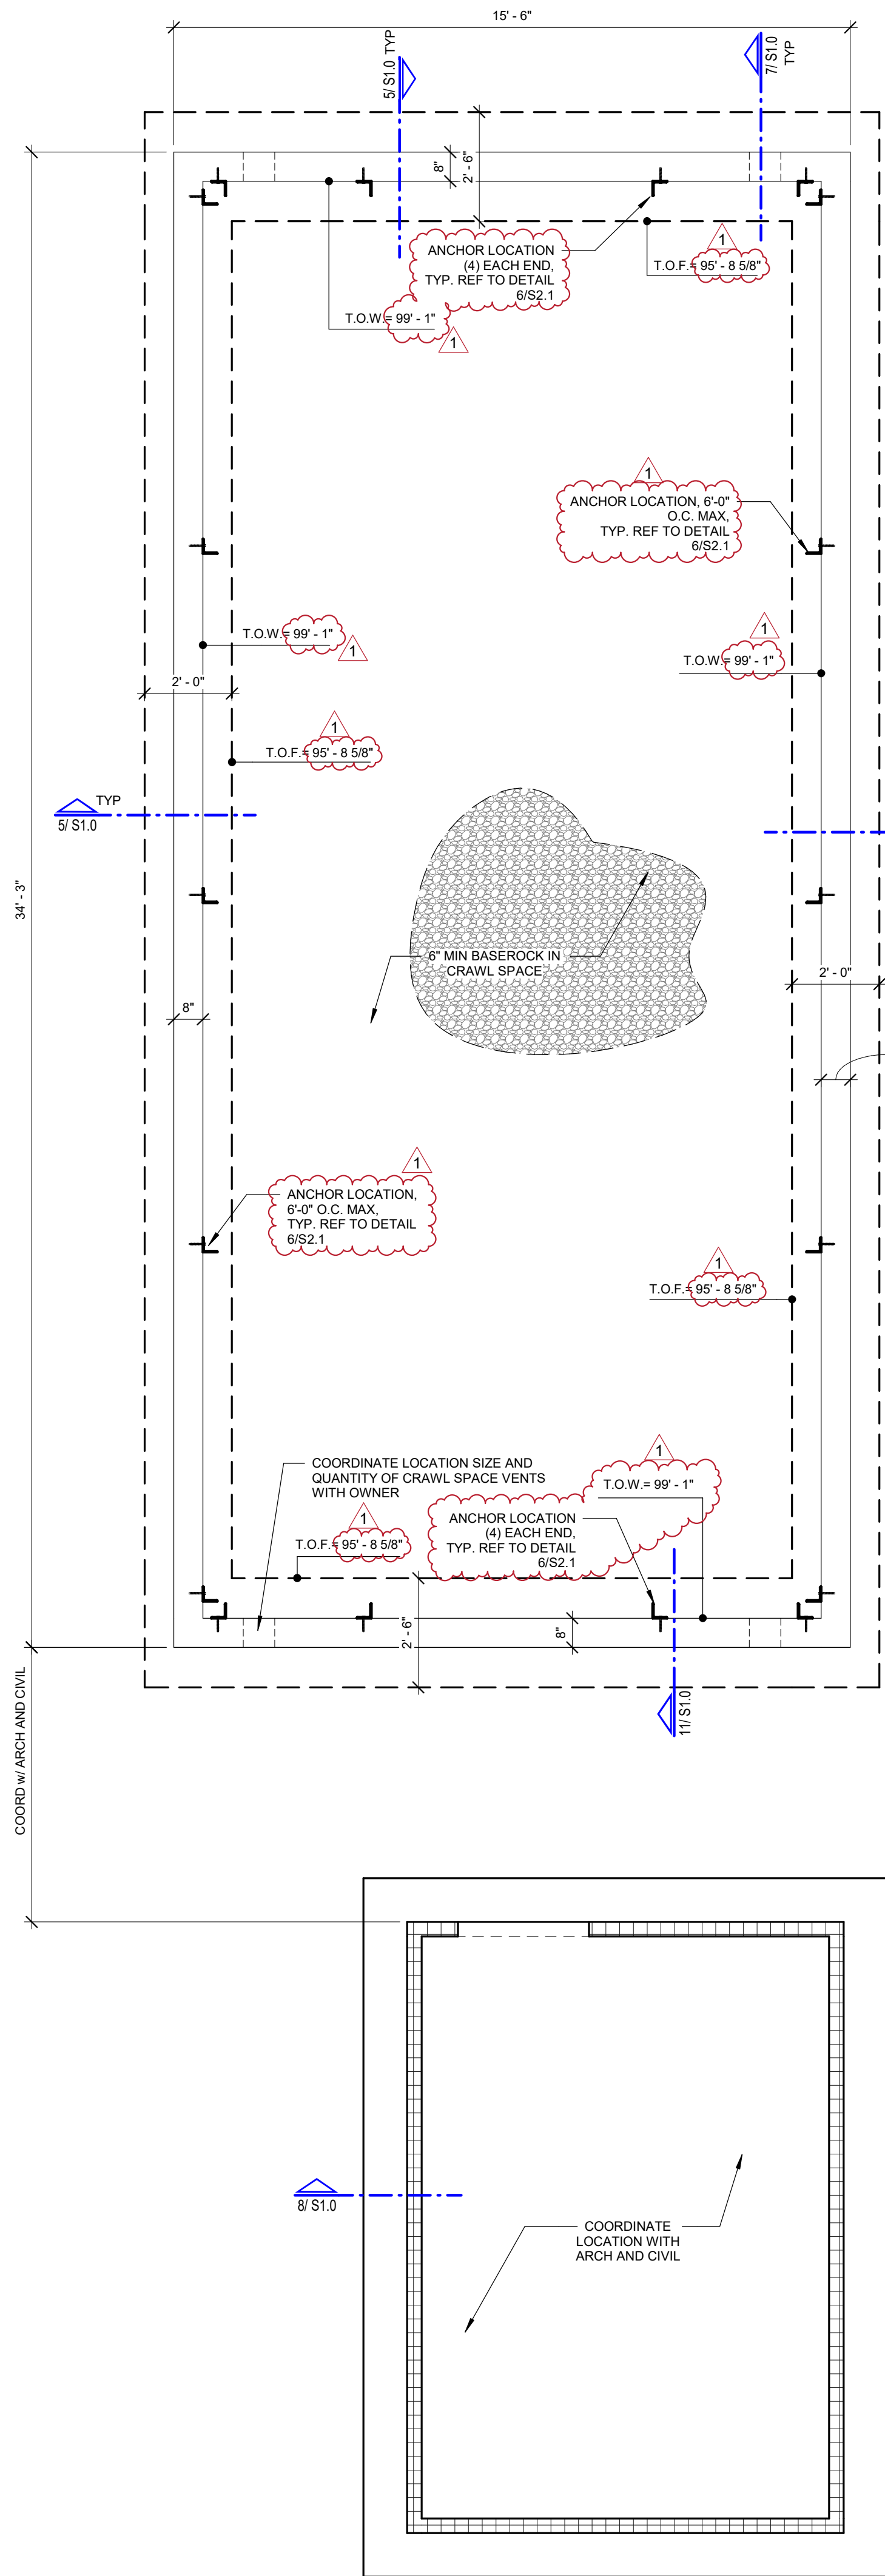 15' - 6"
5/ S1.0 TYP
7/ S1.0
TYP
8"
2' - 6"
ANCHOR LOCATION
(4) EACH END,
TYP. REF TO DETAIL
6/S2.1
1
T.O.F.= 95' - 8 5/8"
T.O.W.= 99' - 1"
1
1
ANCHOR LOCATION, 6'-0"
O.C. MAX,
TYP. REF TO DETAIL
6/S2.1
T.O.W.= 99' - 1"
1
1
T.O.W.= 99' - 1"
2' - 0"
1
T.O.F.= 95' - 8 5/8"
TYP
5/ S1.0
34' - 3"
6" MIN BASEROCK IN
CRAWL SPACE
2' - 0"
8"
1
ANCHOR LOCATION,
6'-0" O.C. MAX,
TYP. REF TO DETAIL
6/S2.1
1
T.O.F.= 95' - 8 5/8"
COORDINATE LOCATION SIZE AND
QUANTITY OF CRAWL SPACE VENTS
WITH OWNER
1
T.O.W.= 99' - 1"
1
T.O.F.= 95' - 8 5/8"
ANCHOR LOCATION
(4) EACH END,
TYP. REF TO DETAIL
6/S2.1
2' - 6"
8"
11/ S1.0
COORD w/ ARCH AND CIVIL
8/ S1.0
COORDINATE
LOCATION WITH
ARCH AND CIVIL